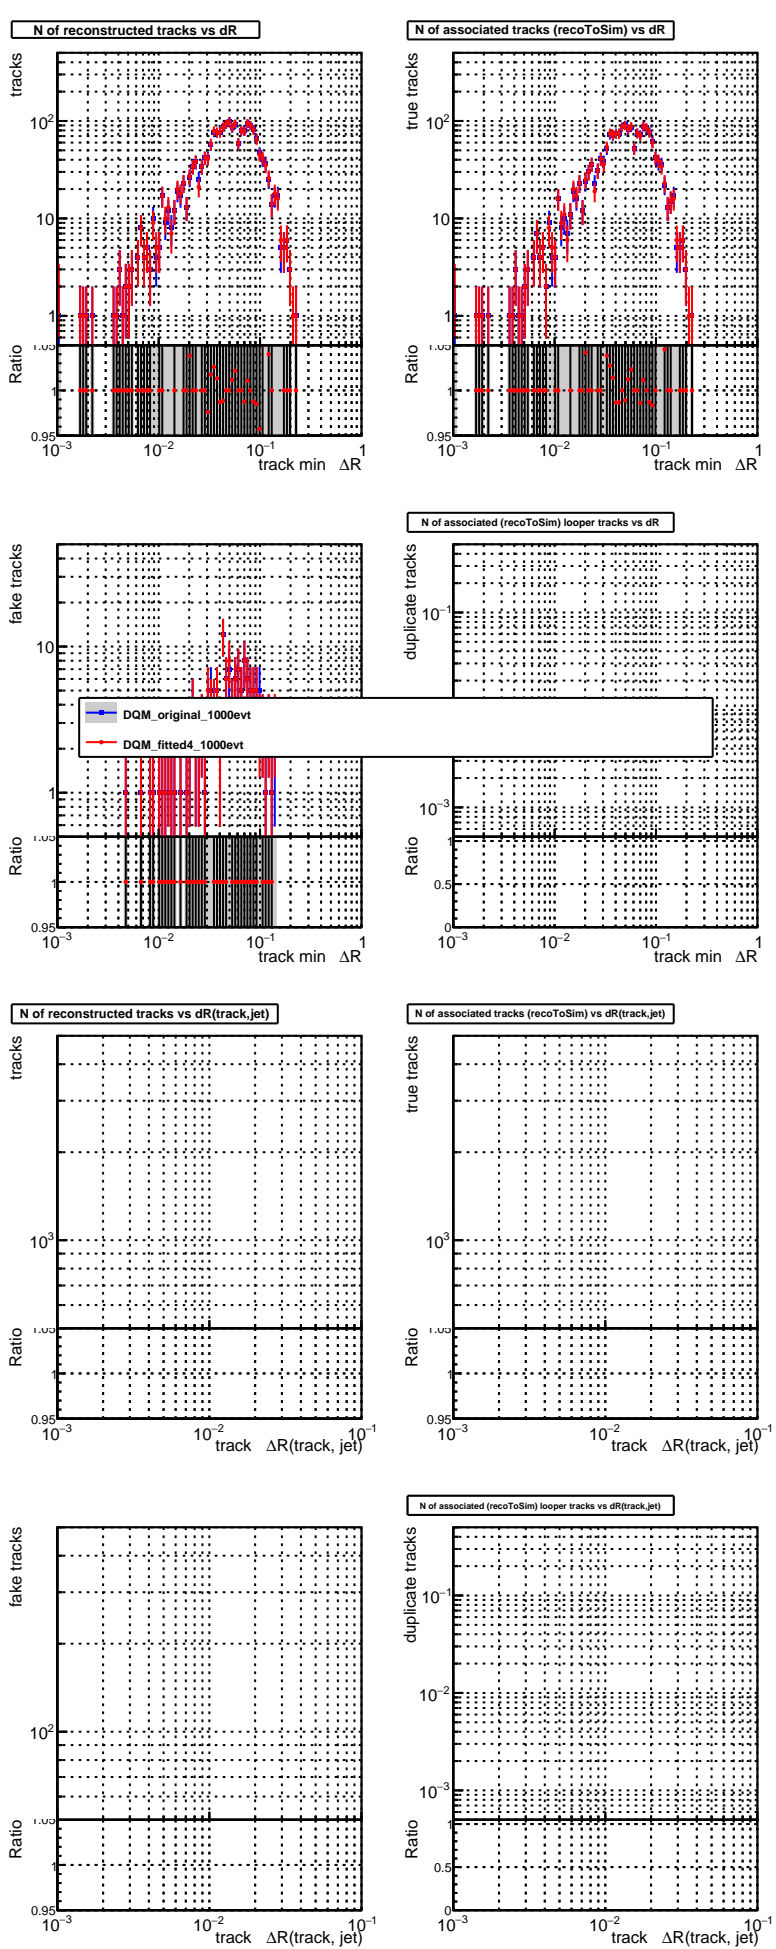 N of reconstructed tracks vs dR
tracks
10²
10
1
1.05
Ratio
1
0.95
10⁻³
10⁻²
10⁻¹
1
track min ΔR
N of associated tracks (recoToSim) vs dR
true tracks
10²
10
1
1.05
Ratio
1
0.95
10⁻³
10⁻²
10⁻¹
1
track min ΔR
fake tracks
10
1
1.05
Ratio
1
0.95
10⁻³
10⁻²
10⁻¹
1
track min ΔR
N of associated (recoToSim) looper tracks vs dR
duplicate tracks
10⁻¹
10⁻³
1
Ratio
0.5
0
10⁻³
10⁻²
10⁻¹
1
track min ΔR
DQM_original_1000evt
DQM_fitted4_1000evt
N of reconstructed tracks vs dR(track,jet)
tracks
10³
1.05
Ratio
1
0.95
10⁻³
10⁻²
10⁻¹
track ΔR(track, jet)
N of associated tracks (recoToSim) vs dR(track,jet)
true tracks
10³
1.05
Ratio
1
0.95
10⁻³
10⁻²
10⁻¹
track ΔR(track, jet)
fake tracks
10²
1.05
Ratio
1
0.95
10⁻³
10⁻²
10⁻¹
track ΔR(track, jet)
N of associated (recoToSim) looper tracks vs dR(track,jet)
duplicate tracks
10⁻¹
10⁻²
10⁻³
1
Ratio
0.5
0
10⁻³
10⁻²
10⁻¹
track ΔR(track, jet)